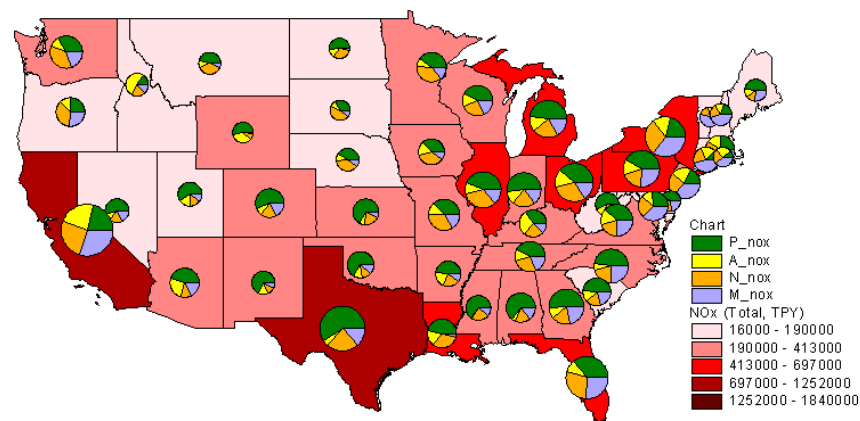 Chart
P_nox
A_nox
N_nox
M_nox
NOx (Total, TPY)
16000 - 190000
190000 - 413000
413000 - 697000
697000 - 1252000
1252000 - 1840000